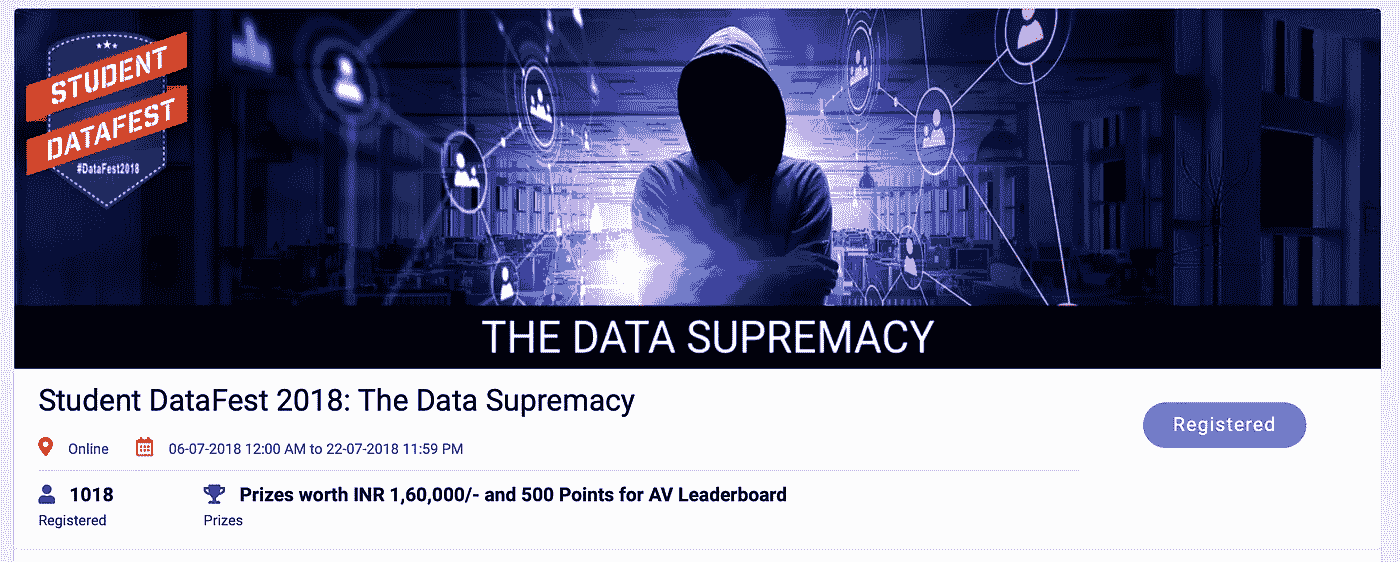 STUDENT
DATAFEST
#DataFest2018
THE DATA SUPREMACY
Student DataFest 2018: The Data Supremacy
Registered
Online 06-07-2018 12:00 AM to 22-07-2018 11:59 PM
1018 Prizes worth INR 1,60,000/- and 500 Points for AV Leaderboard
Registered Prizes